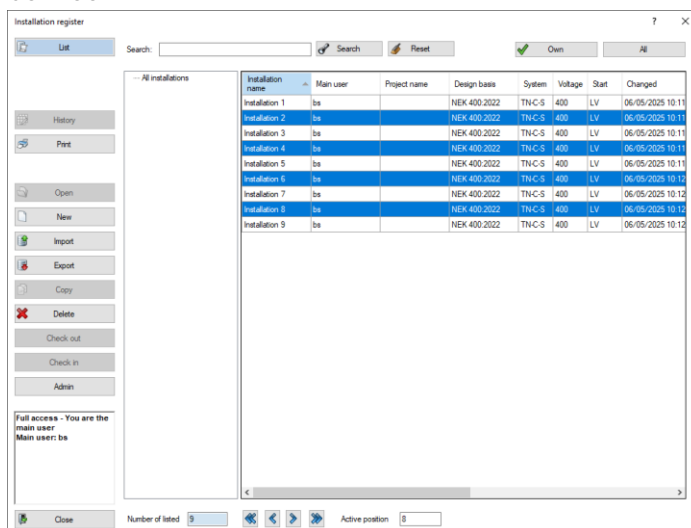 Installation register ? ×
List Search: Search Reset Own All
All installations
Installation name Main user Project name Design basis System Voltage Start Changed
Installation 1 bs NEK 400:2022 TN-C-S 400 LV 06/05/2025 10:11
Installation 2 bs NEK 400:2022 TN-C-S 400 LV 06/05/2025 10:11
Installation 3 bs NEK 400:2022 TN-C-S 400 LV 06/05/2025 10:11
Installation 4 bs NEK 400:2022 TN-C-S 400 LV 06/05/2025 10:11
Installation 5 bs NEK 400:2022 TN-C-S 400 LV 06/05/2025 10:11
Installation 6 bs NEK 400:2022 TN-C-S 400 LV 06/05/2025 10:12
Installation 7 bs NEK 400:2022 TN-C-S 400 LV 06/05/2025 10:12
Installation 8 bs NEK 400:2022 TN-C-S 400 LV 06/05/2025 10:12
Installation 9 bs NEK 400:2022 TN-C-S 400 LV 06/05/2025 10:12
History
Print
Open
New
Import
Export
Copy
Delete
Check out
Check in
Admin
Full access - You are the
main user
Main user: bs
Close Number of listed 9 Active position 8